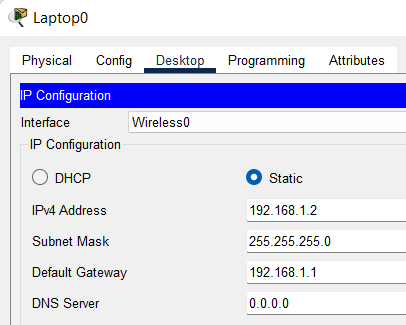 Laptop0
Physical Config Desktop Programming Attributes
IP Configuration
Interface Wireless0
IP Configuration
DHCP Static
IPv4 Address 192.168.1.2
Subnet Mask 255.255.255.0
Default Gateway 192.168.1.1
DNS Server 0.0.0.0